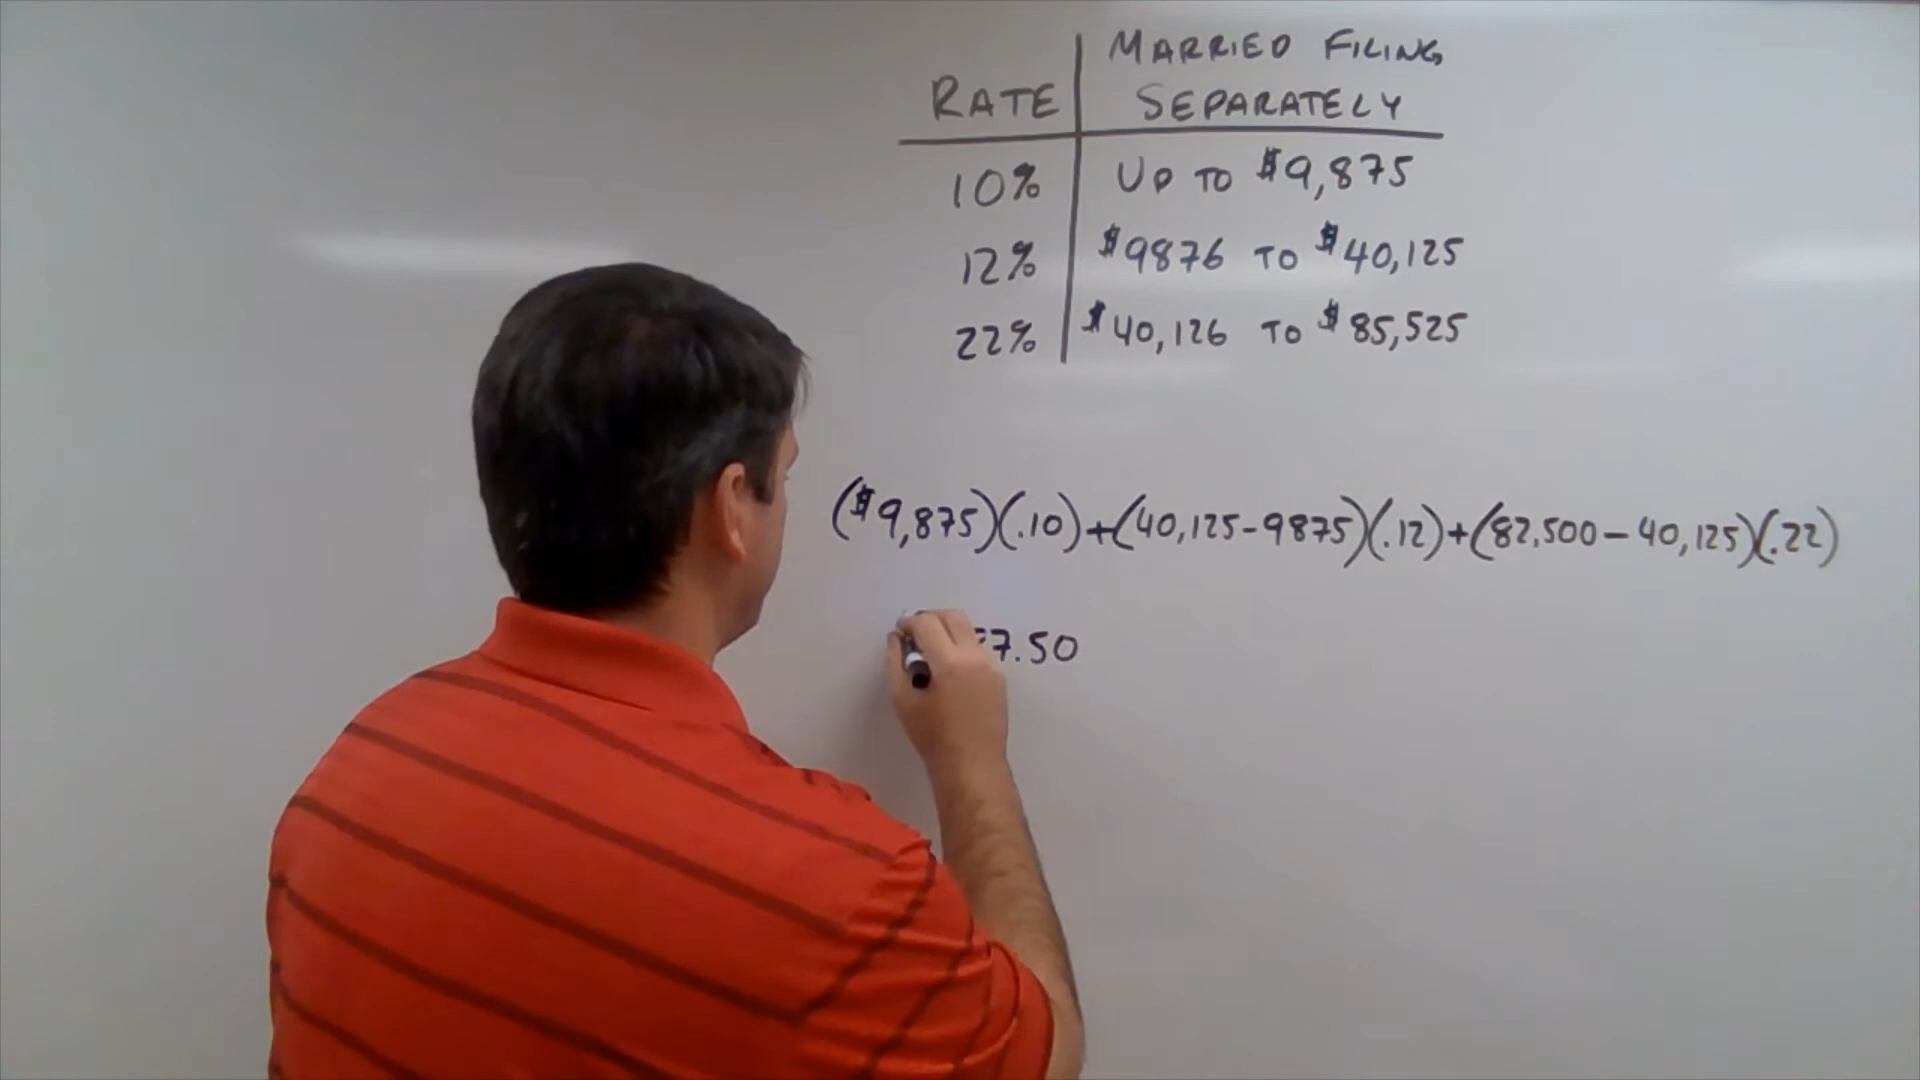 MARRIED FILING
RATE SEPARATELY
10% UP TO $9,875
12% $9876 TO $40,125
22% $40,126 TO $85,525
($9,875)(.10)+(40,125-9875)(.12)+(82,500-40,125)(.22)
7.50